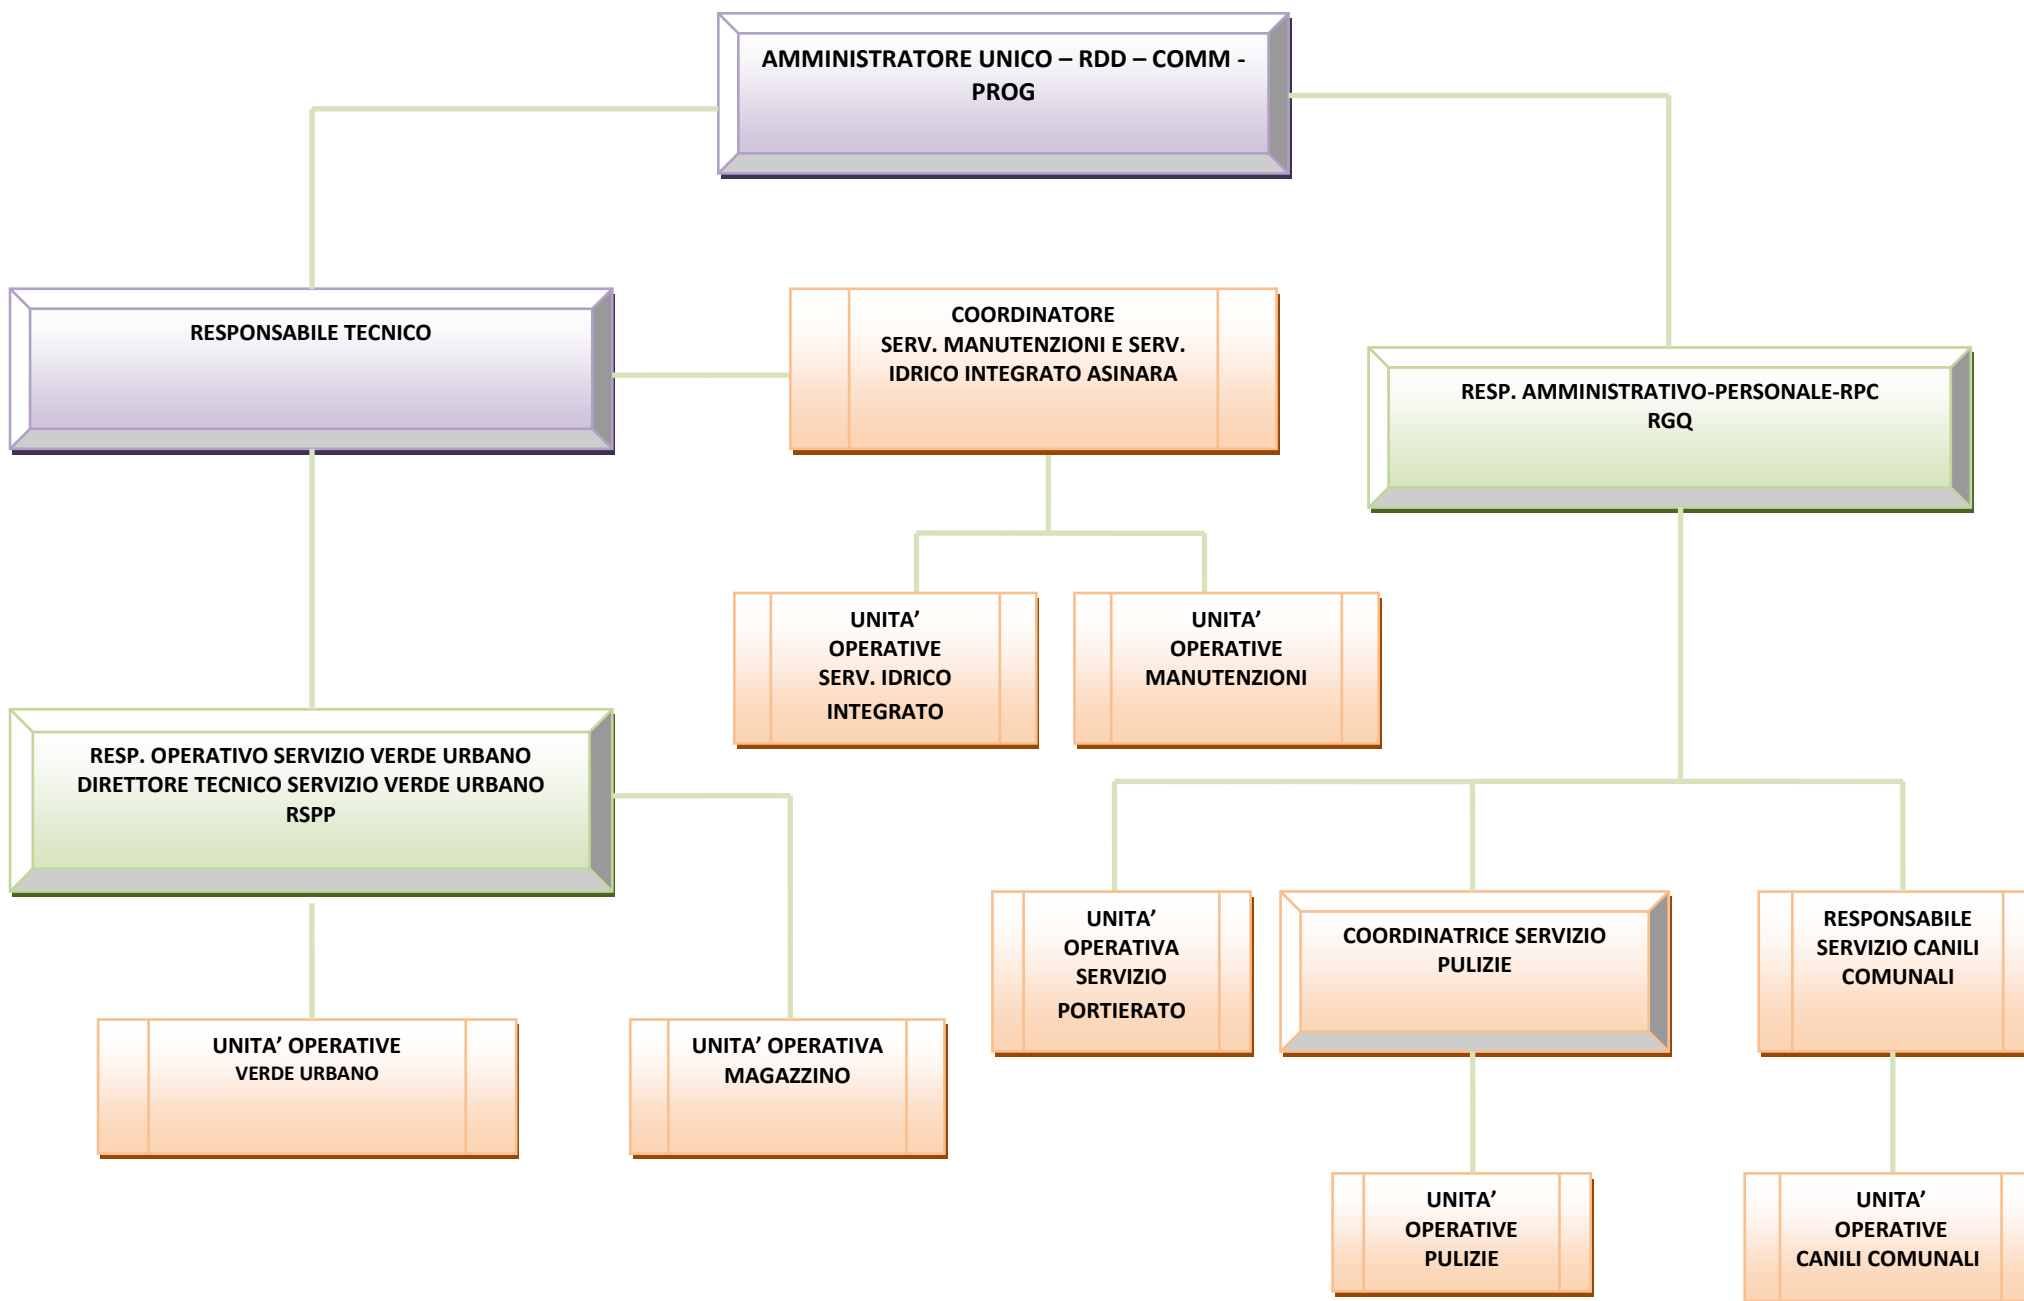 AMMINISTRATORE UNICO – RDD – COMM -
PROG
RESPONSABILE TECNICO
COORDINATORE
SERV. MANUTENZIONI E SERV.
IDRICO INTEGRATO ASINARA
RESP. AMMINISTRATIVO-PERSONALE-RPC
RGQ
UNITA’
OPERATIVE
SERV. IDRICO
INTEGRATO
UNITA’
OPERATIVE
MANUTENZIONI
RESP. OPERATIVO SERVIZIO VERDE URBANO
DIRETTORE TECNICO SERVIZIO VERDE URBANO
RSPP
UNITA’
OPERATIVA
SERVIZIO
PORTIERATO
COORDINATRICE SERVIZIO
PULIZIE
RESPONSABILE
SERVIZIO CANILI
COMUNALI
UNITA’ OPERATIVE
VERDE URBANO
UNITA’ OPERATIVA
MAGAZZINO
UNITA’
OPERATIVE
PULIZIE
UNITA’
OPERATIVE
CANILI COMUNALI